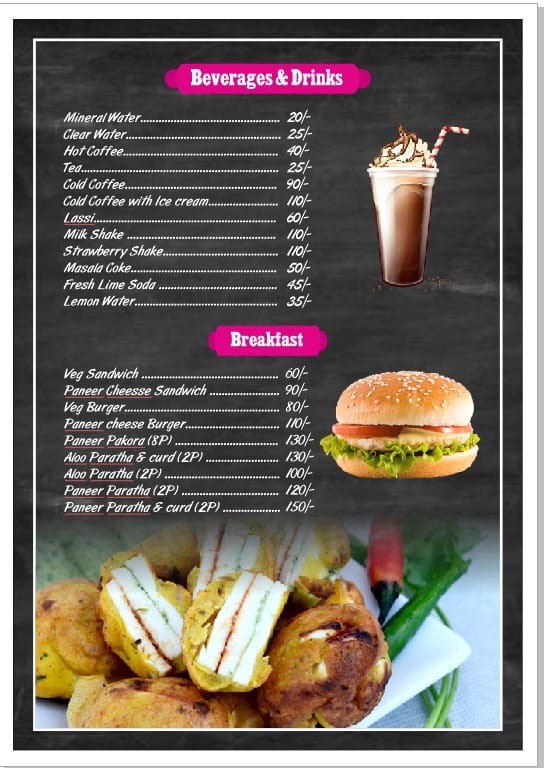 Beverages & Drinks
Mineral Water................................................ 20/-
Clear Water..................................................... 25/-
Hot Coffee...................................................... 40/-
Tea................................................................... 25/-
Cold Coffee..................................................... 90/-
Cold Coffee with Ice cream........................ 110/-
Lassi................................................................ 60/-
Milk Shake ..................................................... 110/-
Strawberry Shake........................................ 110/-
Masala Coke................................................... 50/-
Fresh Lime Soda .......................................... 45/-
Lemon Water.................................................. 35/-
Breakfast
Veg Sandwich ................................................ 60/-
Paneer Cheesse Sandwich ........................ 90/-
Veg Burger...................................................... 80/-
Paneer cheese Burger................................. 110/-
Paneer Pakora (8P) ..................................... 130/-
Aloo Paratha & curd (2P) ......................... 130/-
Aloo Paratha (2P) ........................................ 100/-
Paneer Paratha (2P) ................................... 120/-
Paneer Paratha & curd (2P) .................... 150/-